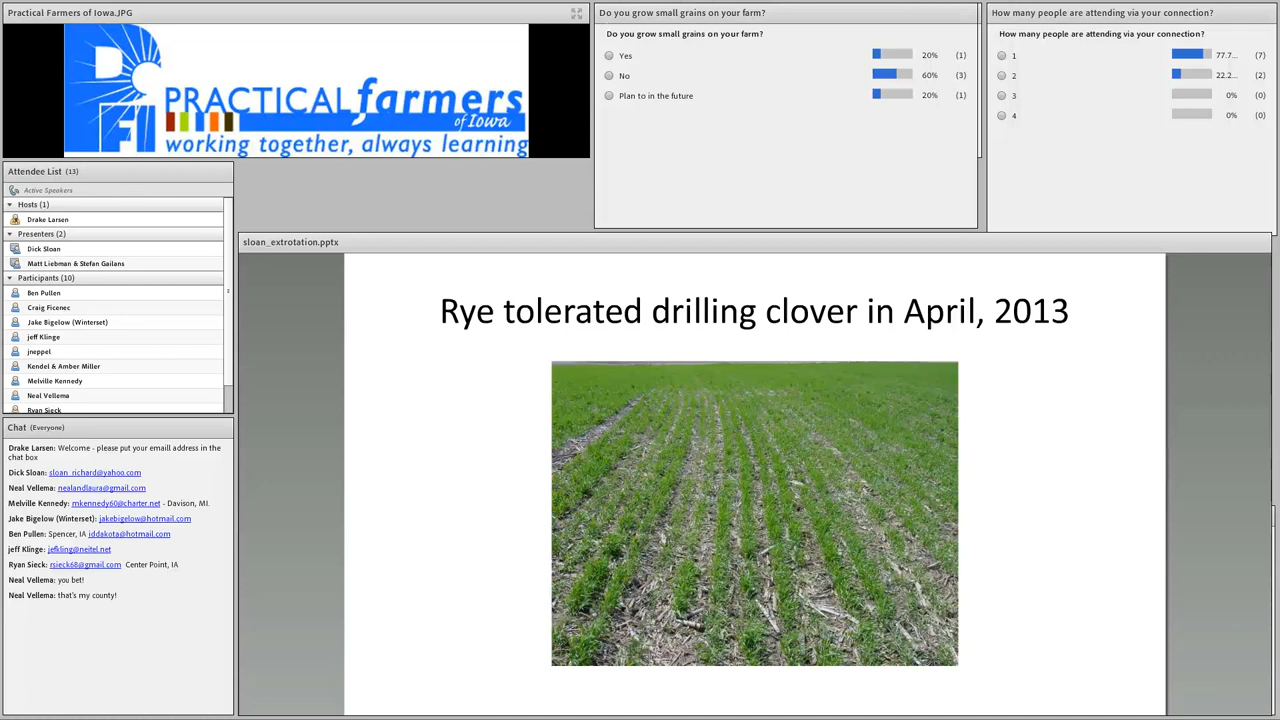 Practical Farmers of Iowa.JPG
PRACTICAL farmers
of Iowa
working together, always learning
Do you grow small grains on your farm?
Do you grow small grains on your farm?
Yes 20% (1)
No 60% (3)
Plan to in the future 20% (1)
How many people are attending via your connection?
How many people are attending via your connection?
1 77.7... (7)
2 22.2... (2)
3 0% (0)
4 0% (0)
Attendee List (13)
Active Speakers
Hosts (1)
Drake Larsen
Presenters (2)
Dick Sloan
Matt Liebman & Stefan Gailans
Participants (10)
Ben Pullen
Craig Ficenec
Jake Bigelow (Winterset)
jeff Klinge
jneppel
Kendel & Amber Miller
Melville Kennedy
Neal Vellema
Ryan Sieck
Chat (Everyone)
Drake Larsen: Welcome - please put your emaill address in the
chat box
Dick Sloan: sloan_richard@yahoo.com
Neal Vellema: nealandlaura@gmail.com
Melville Kennedy: mkennedy60@charter.net - Davison, MI.
Jake Bigelow (Winterset): jakebigelow@hotmail.com
Ben Pullen: Spencer, IA iddakota@hotmail.com
jeff Klinge: jefkling@neitel.net
Ryan Sieck: rsieck68@gmail.com Center Point, IA
Neal Vellema: you bet!
Neal Vellema: that's my county!
sloan_extrotation.pptx
Rye tolerated drilling clover in April, 2013